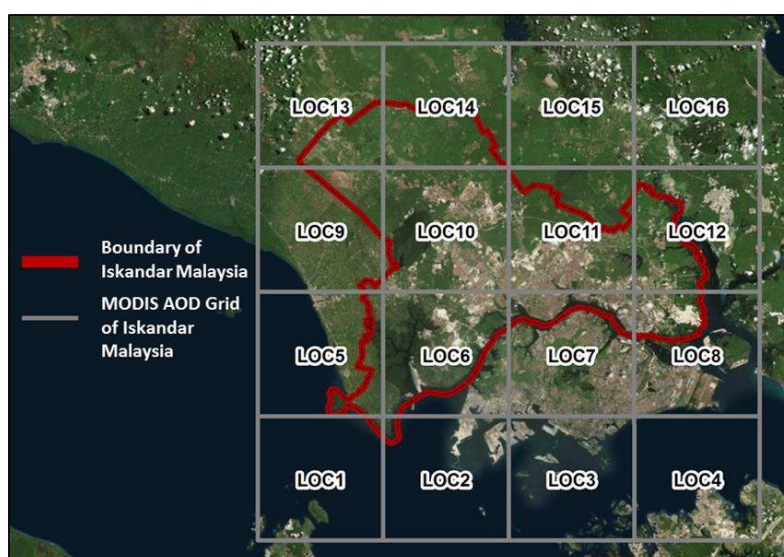 LOC13 LOC14 LOC15 LOC16
LOC9 LOC10 LOC11 LOC12
Boundary of
Iskandar Malaysia
MODIS AOD Grid
of Iskandar
Malaysia
LOC5 LOC6 LOC7 LOC8
LOC1 LOC2 LOC3 LOC4